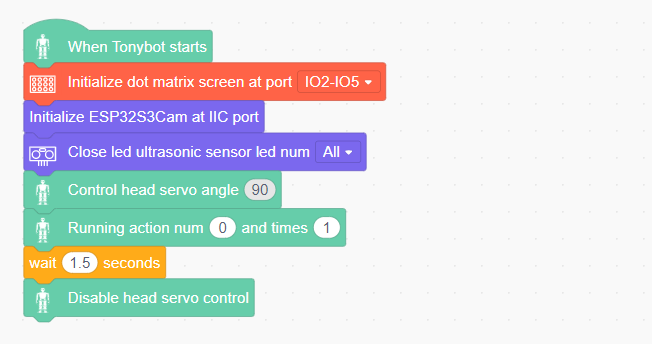 When Tonybot starts
Initialize dot matrix screen at port IO2-IO5
Initialize ESP32S3Cam at IIC port
Close led ultrasonic sensor led num All
Control head servo angle 90
Running action num 0 and times 1
wait 1.5 seconds
Disable head servo control